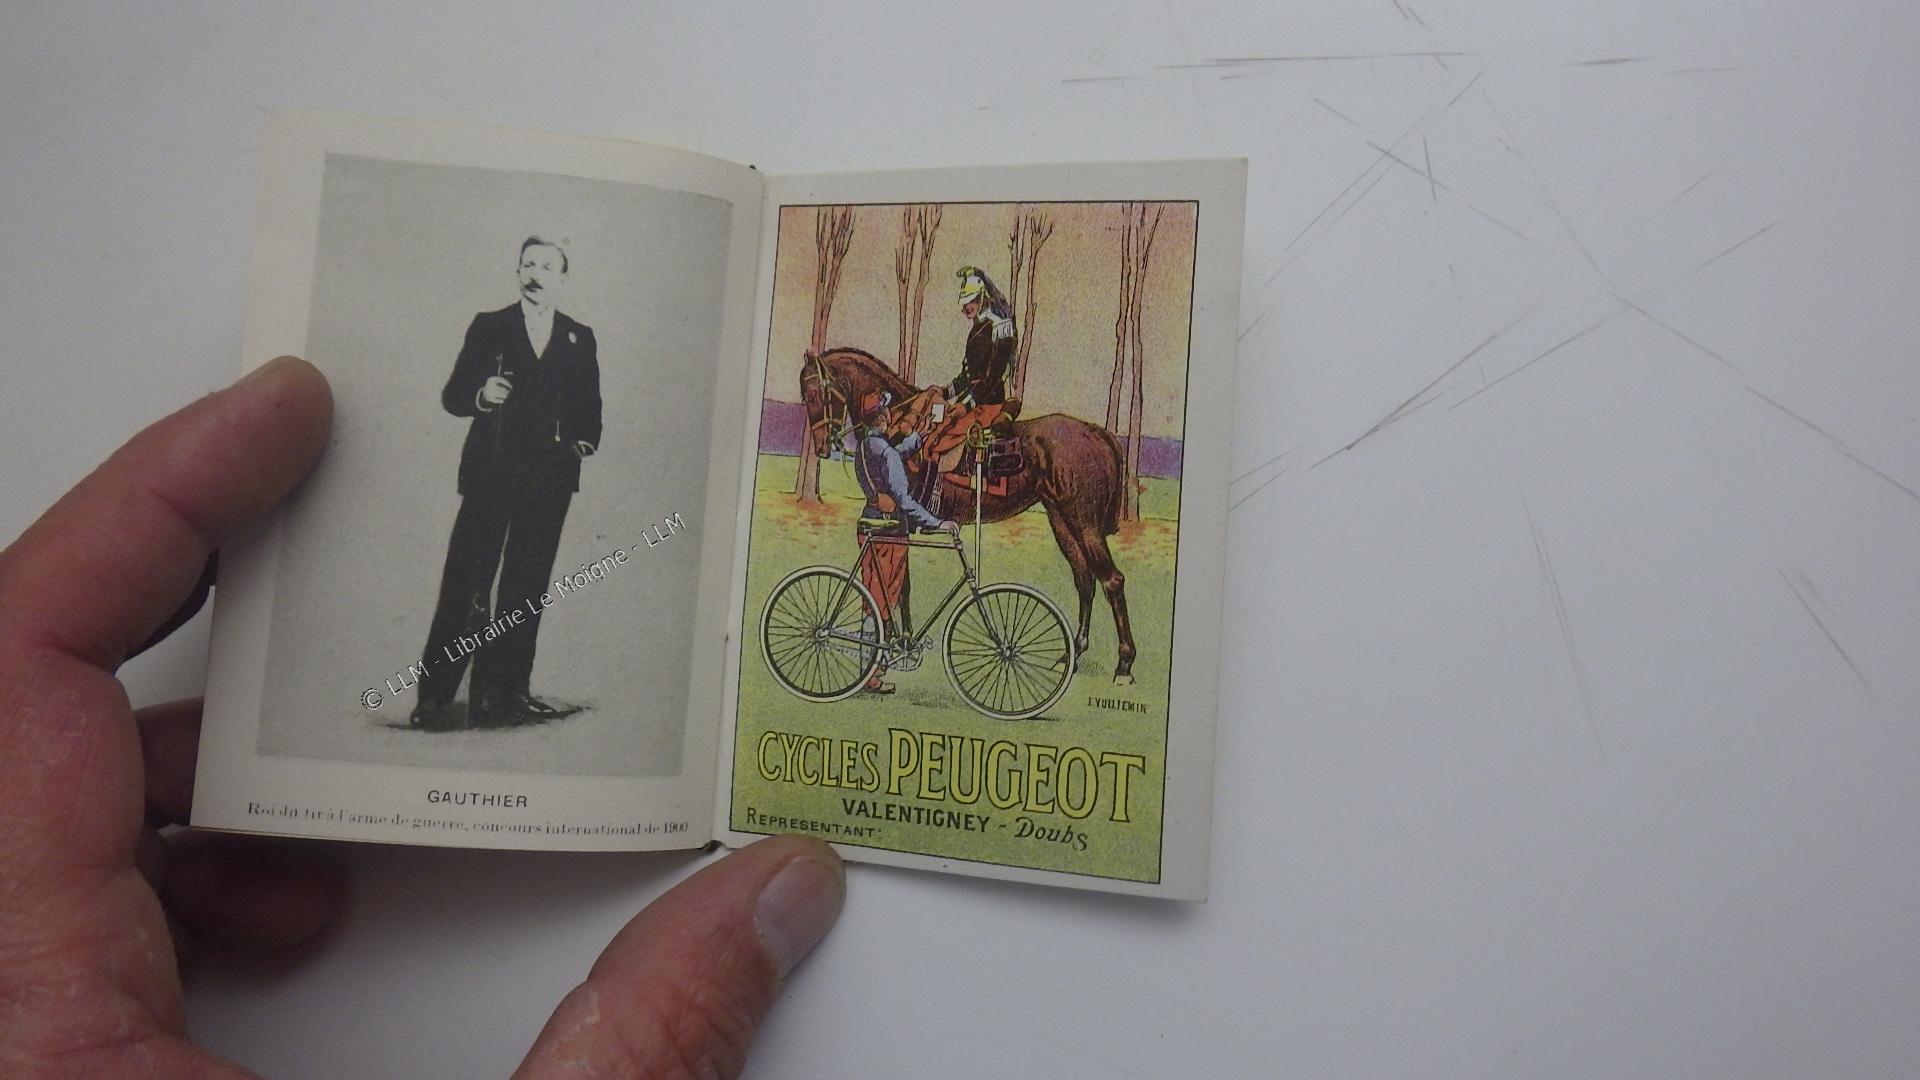 GAUTHIER
Roi du tir à l'arme de guerre, concours international de 1900
© LLM - Librairie Le Moigne - LLM
E.VULLIEMIN
CYCLES PEUGEOT
VALENTIGNEY - Doubs
REPRESENTANT: